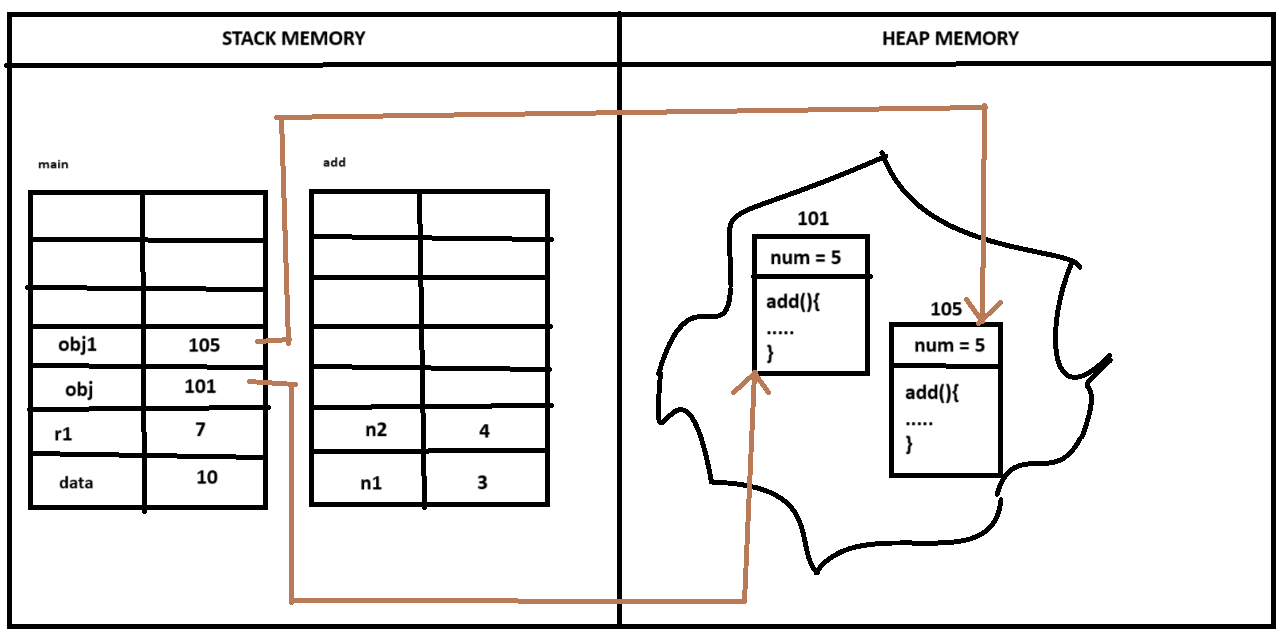 STACK MEMORY
HEAP MEMORY
main
add
obj1 105
obj 101
r1 7
data 10
n2 4
n1 3
101
num = 5
add(){
.....
}
105
num = 5
add(){
.....
}